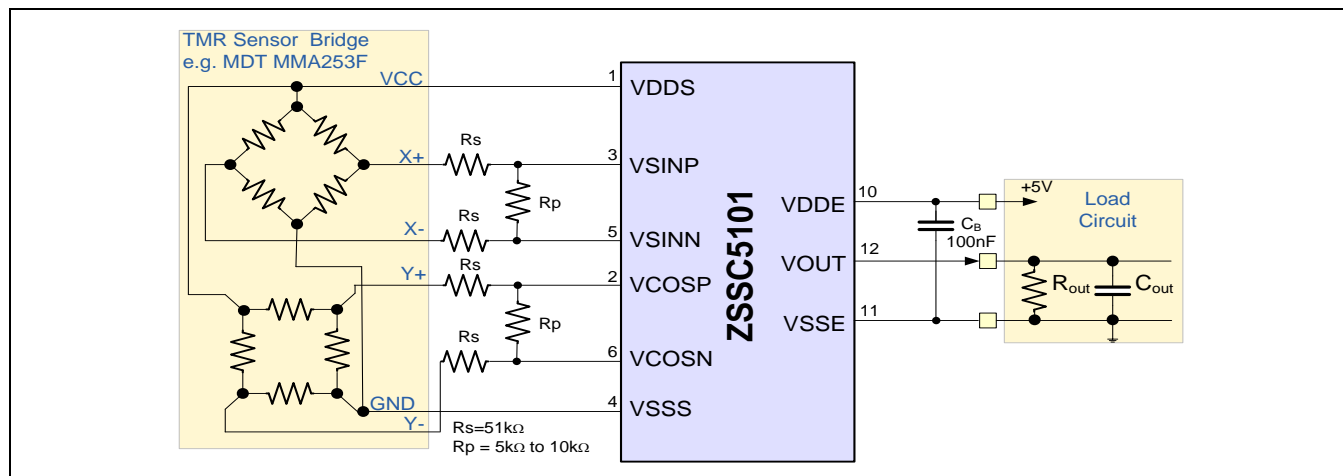 TMR Sensor Bridge
e.g. MDT MMA253F
VCC
1
VDDS
Rs
X+
3
VSINP
Rp
X-
Rs
5
VSINN
Y+
Rs
2
VCOSP
Rp
Rs
6
VCOSN
GND
4
VSSS
Y-
Rs=51kΩ
Rp = 5kΩ to 10kΩ
ZSSC5101
VDDE
10
VOUT
12
VSSE
11
CB
100nF
+5V
Load
Circuit
Rout
Cout